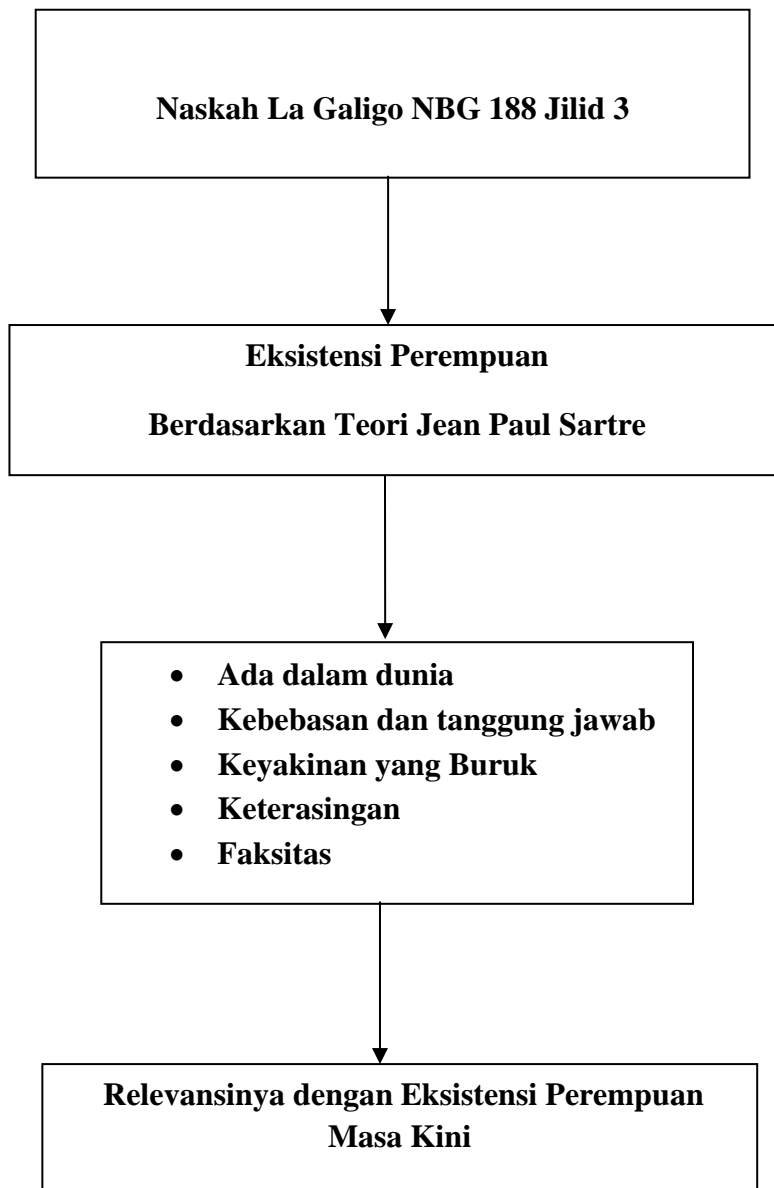 Naskah La Galigo NBG 188 Jilid 3
Eksistensi Perempuan
Berdasarkan Teori Jean Paul Sartre
• Ada dalam dunia
• Kebebasan dan tanggung jawab
• Keyakinan yang Buruk
• Keterasingan
• Faksitas
Relevansinya dengan Eksistensi Perempuan
Masa Kini